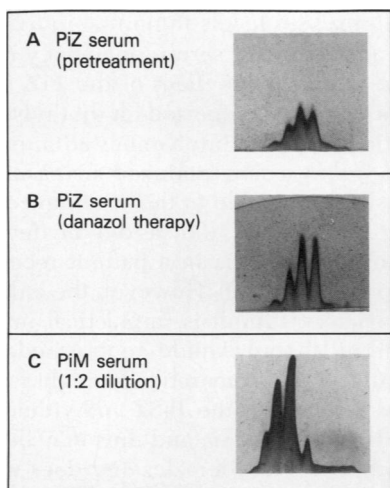 A PiZ serum
(pretreatment)
B PiZ serum
(danazol therapy)
C PiM serum
(1:2 dilution)